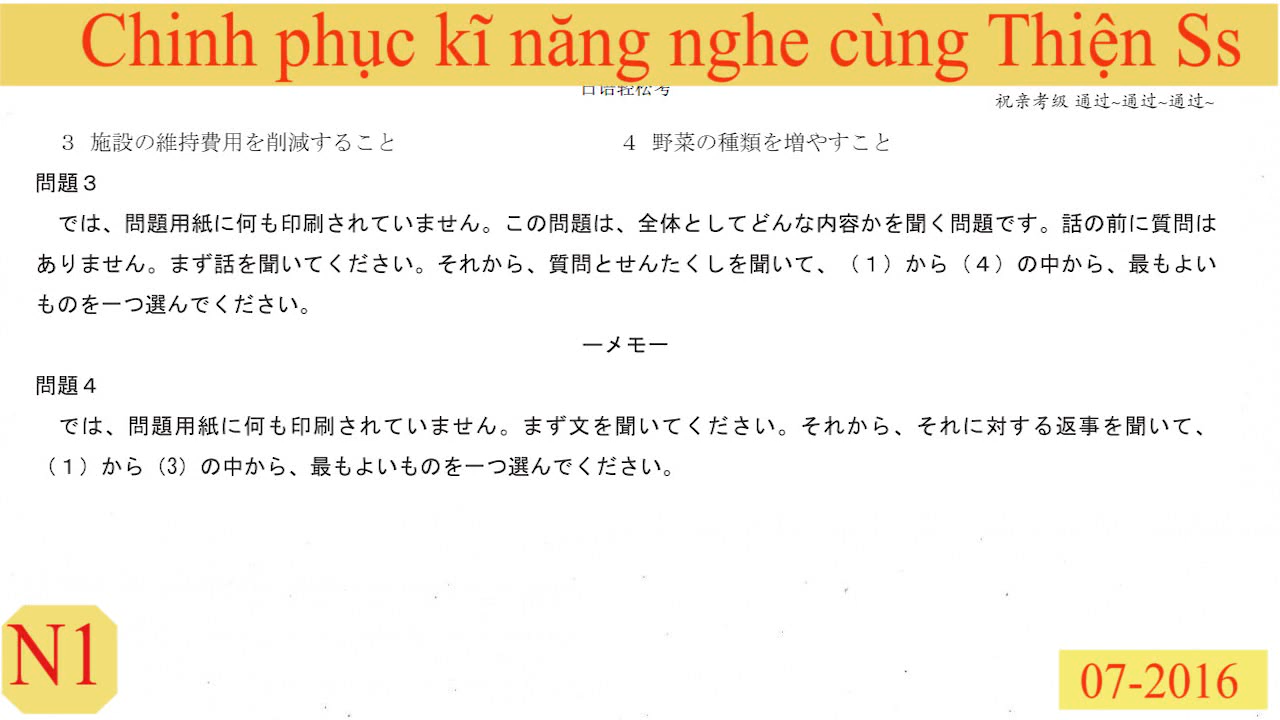 Chinh phục kĩ năng nghe cùng Thiện Ss
日语轻松考
祝亲考级 通过~通过~通过~
3 施設の維持費用を削減すること
4 野菜の種類を増やすこと
問題３
では、問題用紙に何も印刷されていません。この問題は、全体としてどんな内容かを聞く問題です。話の前に質問は
ありません。まず話を聞いてください。それから、質問とせんたくしを聞いて、（１）から（４）の中から、最もよい
ものを一つ選んでください。
ーメモー
問題４
では、問題用紙に何も印刷されていません。まず文を聞いてください。それから、それに対する返事を聞いて、
（１）から（3）の中から、最もよいものを一つ選んでください。
N1
07-2016